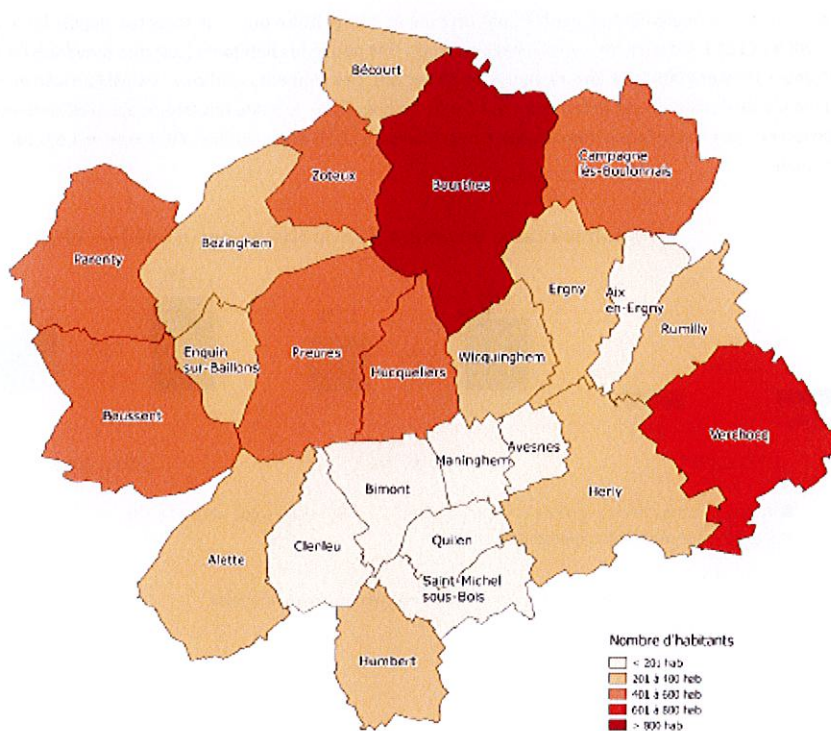 Bécourt
Zoteux
Bourthes
Campagne
lès-Boulonnais
Parenty
Bezinghem
Ergny
Aix
en-Ergny
Rumilly
Enquin
sur-Baillons
Preures
Hucqueliers
Wicquinghem
Beussent
Verchocq
Maninghem
Avesnes
Bimont
Herly
Alette
Clenleu
Quilen
Saint-Michel
sous-Bois
Humbert
Nombre d'habitants
< 201 hab
201 à 400 hab
401 à 600 hab
601 à 800 hab
> 800 hab